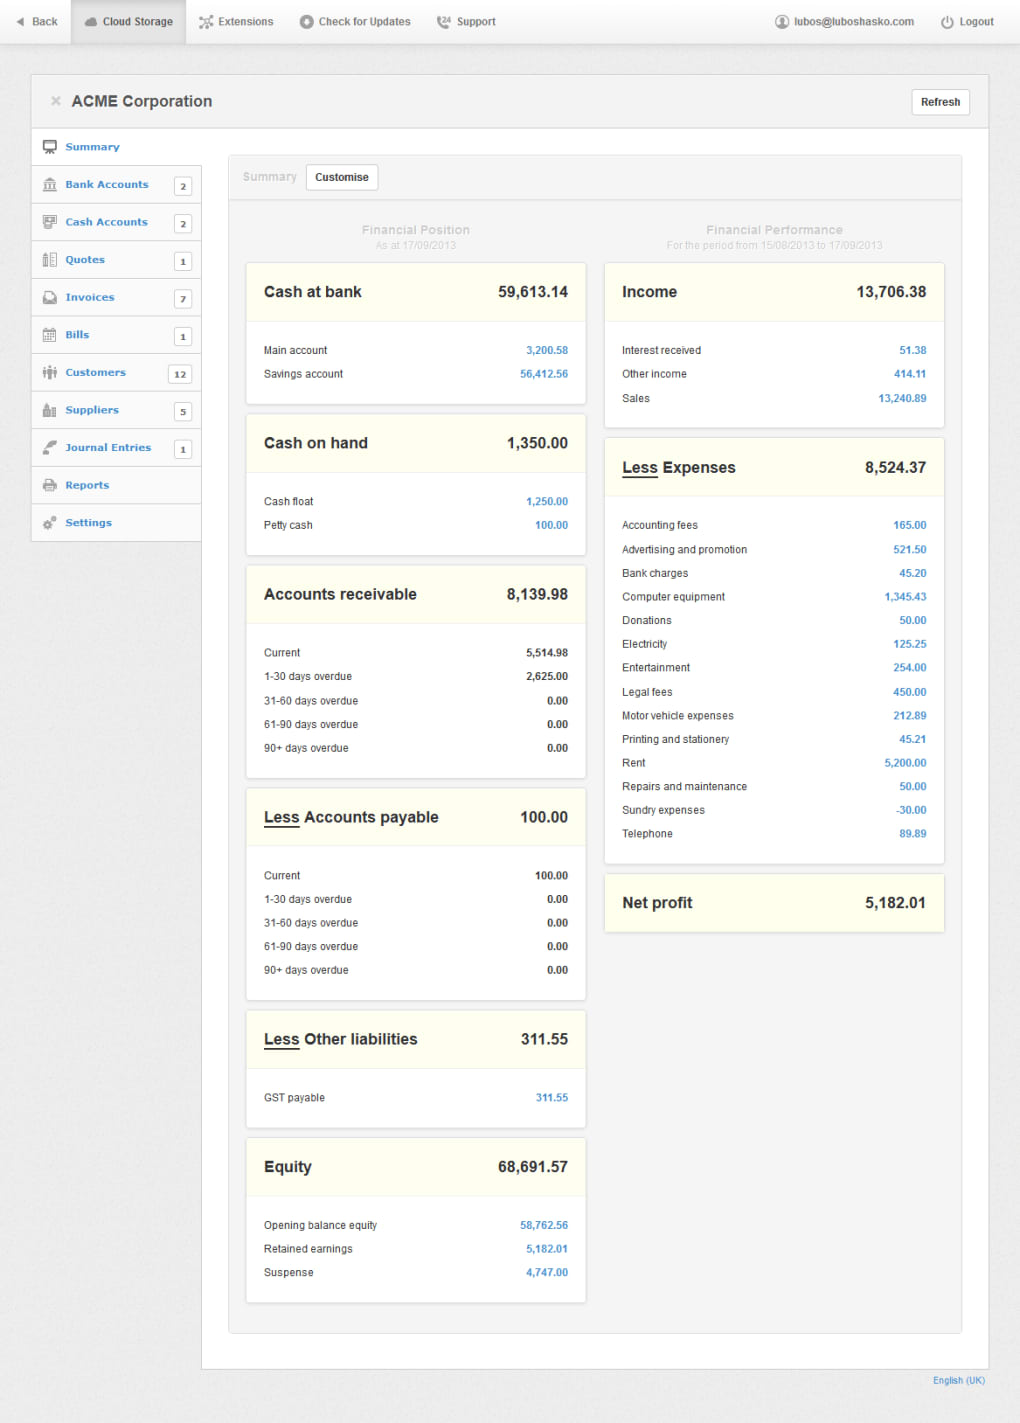 Back
Cloud Storage
Extensions
Check for Updates
24 Support
lubos@luboshasko.com
Logout
× ACME Corporation
Refresh
Summary
Bank Accounts 2
Cash Accounts 2
Quotes 1
Invoices 7
Bills 1
Customers 12
Suppliers 5
Journal Entries 1
Reports
Settings
Summary Customise
Financial Position
As at 17/09/2013
Cash at bank 59,613.14
Main account 3,200.58
Savings account 56,412.56
Cash on hand 1,350.00
Cash float 1,250.00
Petty cash 100.00
Accounts receivable 8,139.98
Current 5,514.98
1-30 days overdue 2,625.00
31-60 days overdue 0.00
61-90 days overdue 0.00
90+ days overdue 0.00
Less Accounts payable 100.00
Current 100.00
1-30 days overdue 0.00
31-60 days overdue 0.00
61-90 days overdue 0.00
90+ days overdue 0.00
Less Other liabilities 311.55
GST payable 311.55
Equity 68,691.57
Opening balance equity 58,762.56
Retained earnings 5,182.01
Suspense 4,747.00
Financial Performance
For the period from 15/08/2013 to 17/09/2013
Income 13,706.38
Interest received 51.38
Other income 414.11
Sales 13,240.89
Less Expenses 8,524.37
Accounting fees 165.00
Advertising and promotion 521.50
Bank charges 45.20
Computer equipment 1,345.43
Donations 50.00
Electricity 125.25
Entertainment 254.00
Legal fees 450.00
Motor vehicle expenses 212.89
Printing and stationery 45.21
Rent 5,200.00
Repairs and maintenance 50.00
Sundry expenses -30.00
Telephone 89.89
Net profit 5,182.01
English (UK)